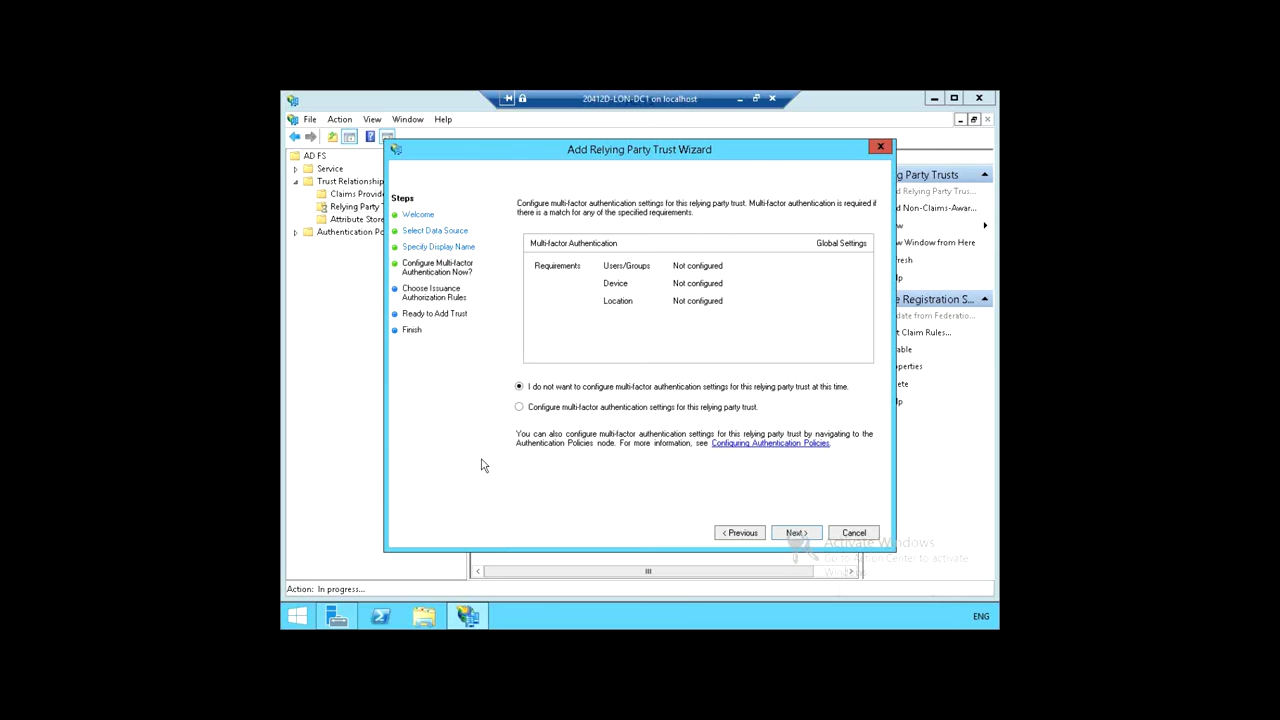 20412D-LON-DC1 on localhost
File Action View Window Help
Add Relying Party Trust Wizard
AD FS
Service
Trust Relationship
Claims Provid
Relying Party T
Attribute Store
Authentication Po
Steps
Welcome
Select Data Source
Specify Display Name
Configure Multi-factor
Authentication Now?
Choose Issuance
Authorization Rules
Ready to Add Trust
Finish
Configure multi-factor authentication settings for this relying party trust. Multi-factor authentication is required if
there is a match for any of the specified requirements.
Multi-factor Authentication Global Settings
Requirements Users/Groups Not configured
Device Not configured
Location Not configured
I do not want to configure multi-factor authentication settings for this relying party trust at this time.
Configure multi-factor authentication settings for this relying party trust.
You can also configure multi-factor authentication settings for this relying party trust by navigating to the
Authentication Policies node. For more information, see Configuring Authentication Policies.
< Previous Next > Cancel
g Party Trusts
d Relying Party Trus...
d Non-Claims-Awar...
w
w Window from Here
resh
lp
e Registration S...
date from Federatio...
t Claim Rules...
able
operties
ete
lp
Activate Windows
Go to Action Center to activate
Action: In progress...
ENG